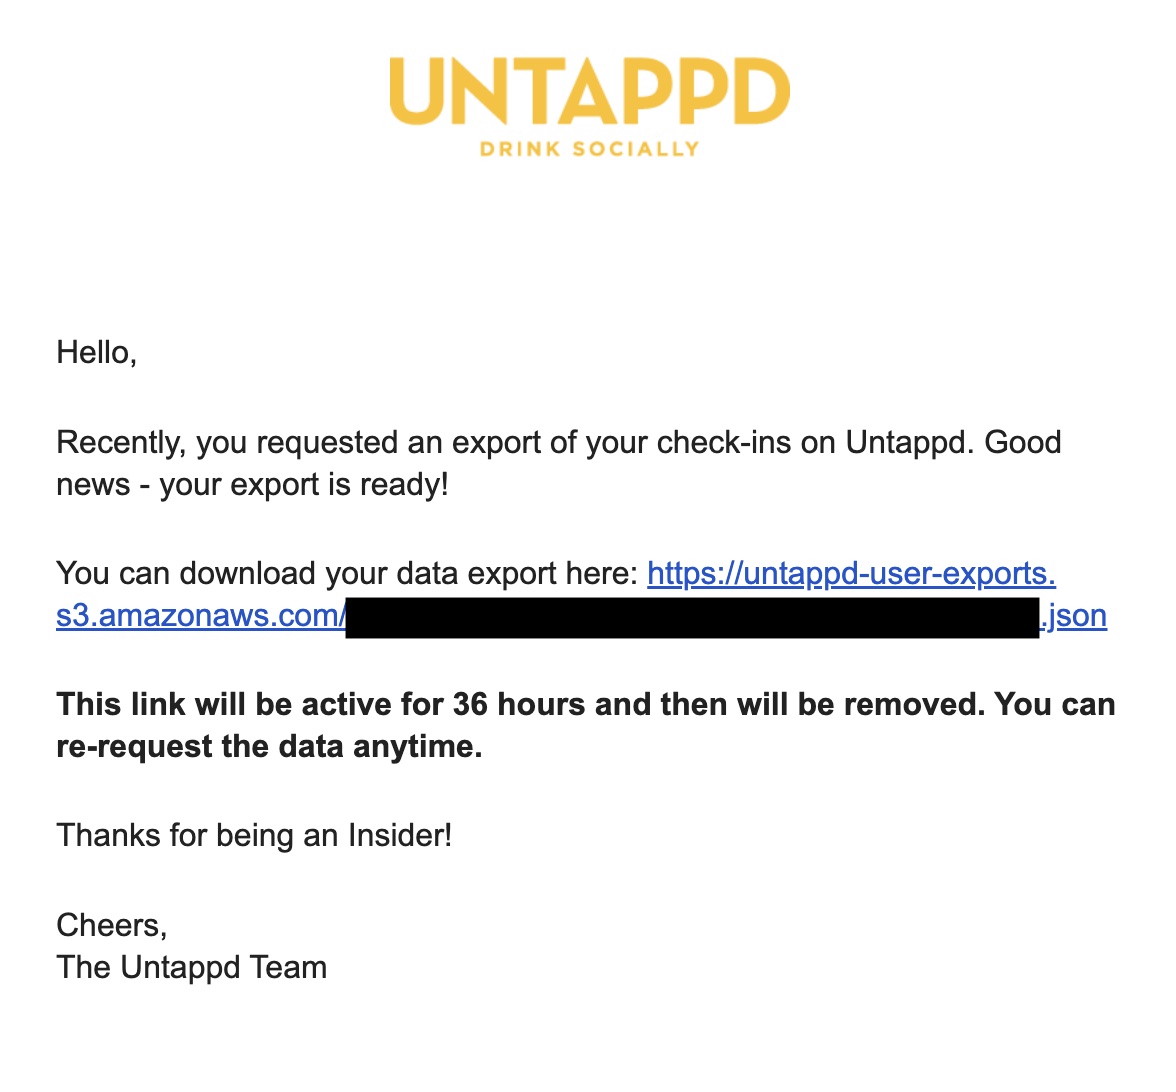 UNTAPPD
DRINK SOCIALLY
Hello,
Recently, you requested an export of your check-ins on Untappd. Good
news - your export is ready!
You can download your data export here: https://untappd-user-exports.
s3.amazonaws.com/ .json
This link will be active for 36 hours and then will be removed. You can
re-request the data anytime.
Thanks for being an Insider!
Cheers,
The Untappd Team